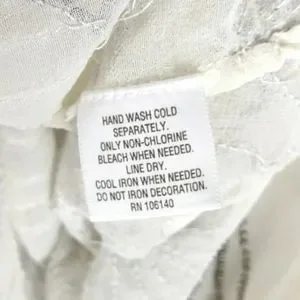 HAND WASH COLD
SEPARATELY.
ONLY NON-CHLORINE
BLEACH WHEN NEEDED.
LINE DRY.
COOL IRON WHEN NEEDED.
DO NOT IRON DECORATION.
RN 106140